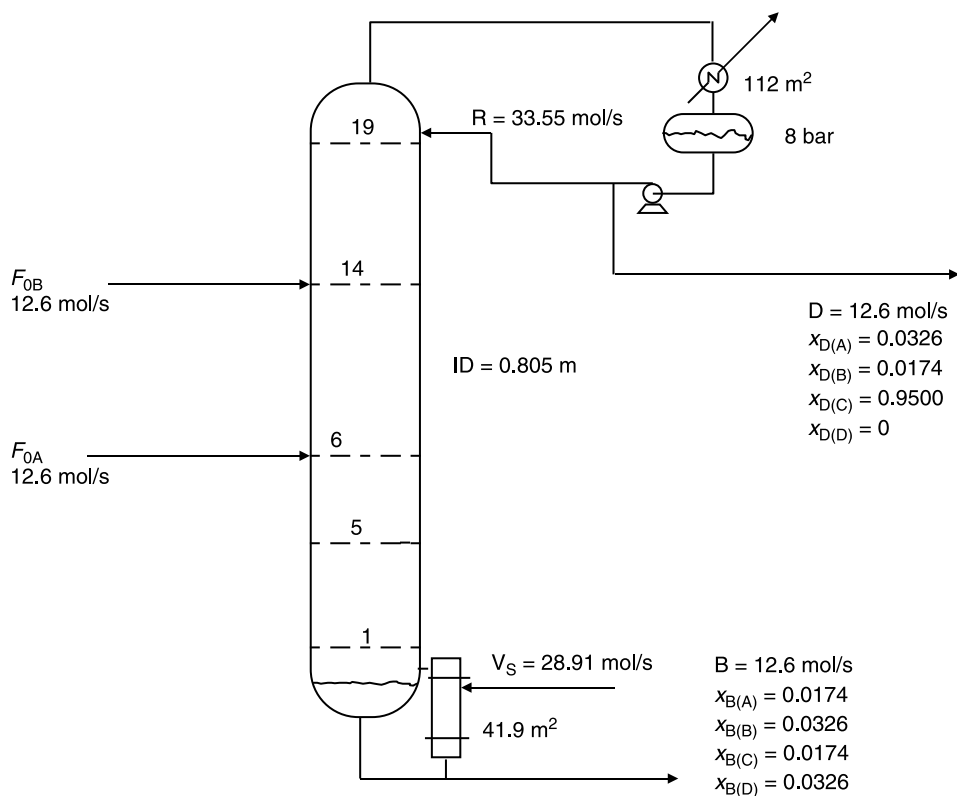 112 m²
19
R = 33.55 mol/s
8 bar
F0B
12.6 mol/s
14
D = 12.6 mol/s
xD(A) = 0.0326
xD(B) = 0.0174
xD(C) = 0.9500
xD(D) = 0
ID = 0.805 m
F0A
12.6 mol/s
6
5
1
VS = 28.91 mol/s
41.9 m²
B = 12.6 mol/s
xB(A) = 0.0174
xB(B) = 0.0326
xB(C) = 0.0174
xB(D) = 0.0326